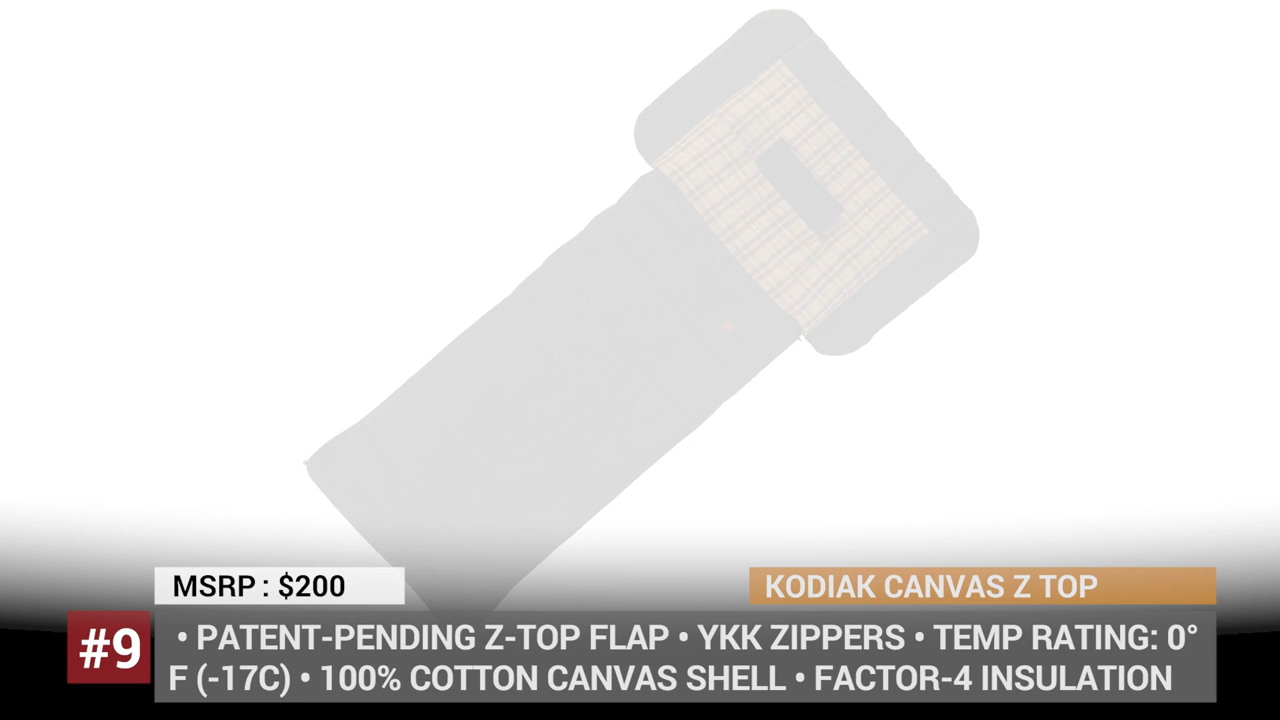 MSRP : $200
KODIAK CANVAS Z TOP
#9
• PATENT-PENDING Z-TOP FLAP • YKK ZIPPERS • TEMP RATING: 0°
F (-17C) • 100% COTTON CANVAS SHELL • FACTOR-4 INSULATION